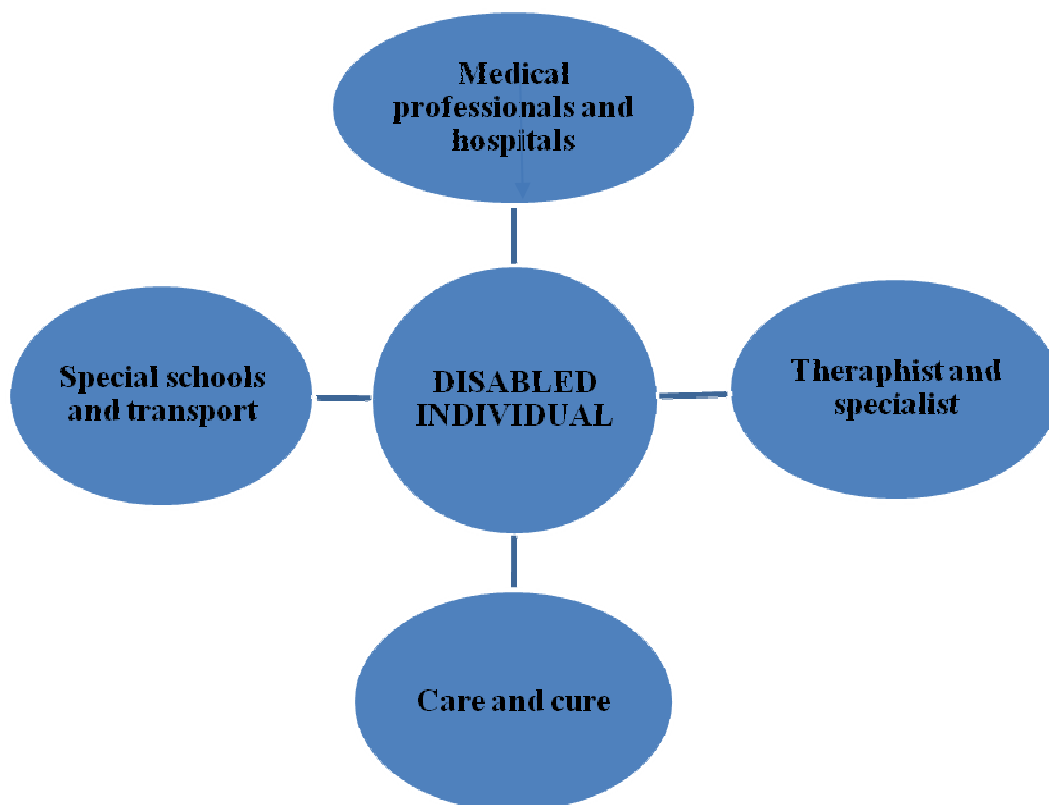 Medical
professionals and
hospitals
Special schools
and transport
DISABLED
INDIVIDUAL
Theraphist and
specialist
Care and cure